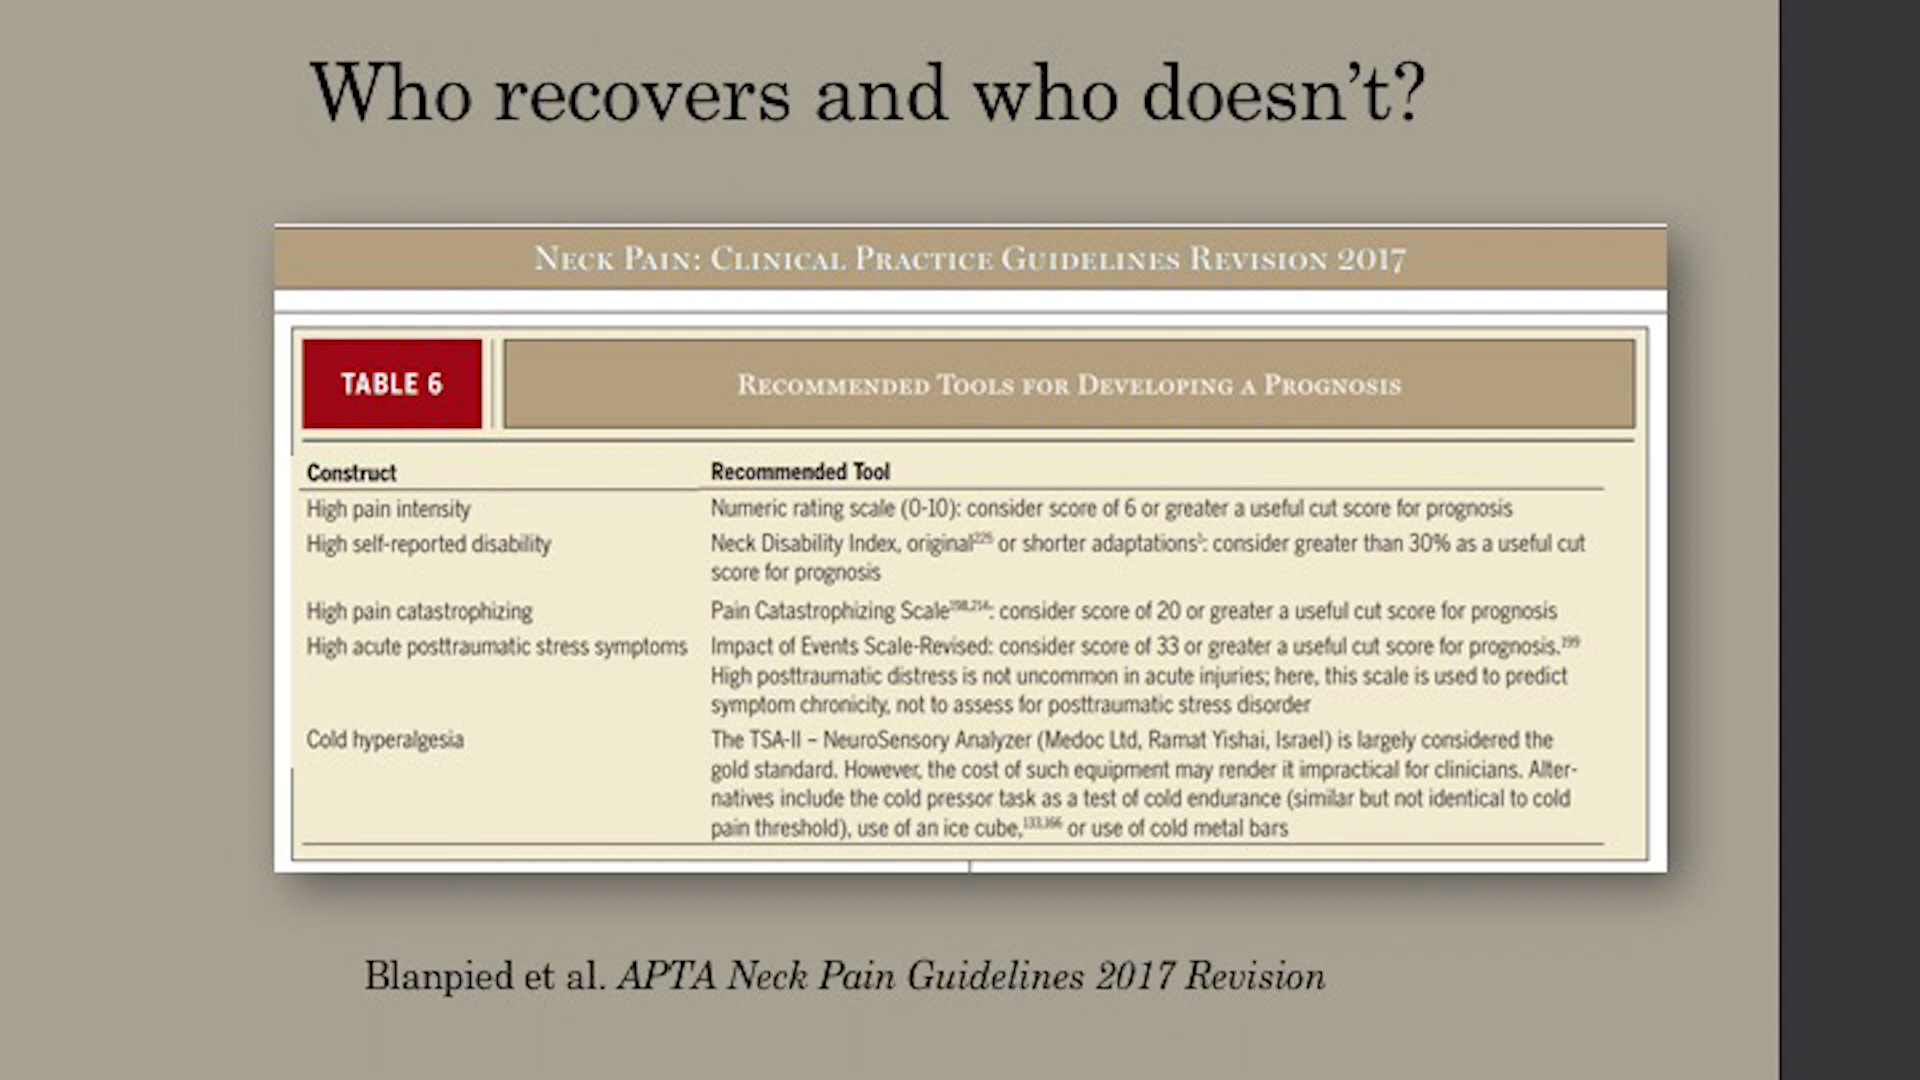 Who recovers and who doesn’t?
NECK PAIN: CLINICAL PRACTICE GUIDELINES REVISION 2017
TABLE 6
RECOMMENDED TOOLS FOR DEVELOPING A PROGNOSIS
Construct Recommended Tool
High pain intensity Numeric rating scale (0-10): consider score of 6 or greater a useful cut score for prognosis
High self-reported disability Neck Disability Index, original225 or shorter adaptations: consider greater than 30% as a useful cut
score for prognosis
High pain catastrophizing Pain Catastrophizing Scale198,214: consider score of 20 or greater a useful cut score for prognosis
High acute posttraumatic stress symptoms Impact of Events Scale-Revised: consider score of 33 or greater a useful cut score for prognosis.199
High posttraumatic distress is not uncommon in acute injuries; here, this scale is used to predict
symptom chronicity, not to assess for posttraumatic stress disorder
Cold hyperalgesia The TSA-II – NeuroSensory Analyzer (Medoc Ltd, Ramat Yishai, Israel) is largely considered the
gold standard. However, the cost of such equipment may render it impractical for clinicians. Alter-
natives include the cold pressor task as a test of cold endurance (similar but not identical to cold
pain threshold), use of an ice cube,133,166 or use of cold metal bars
Blanpied et al. APTA Neck Pain Guidelines 2017 Revision